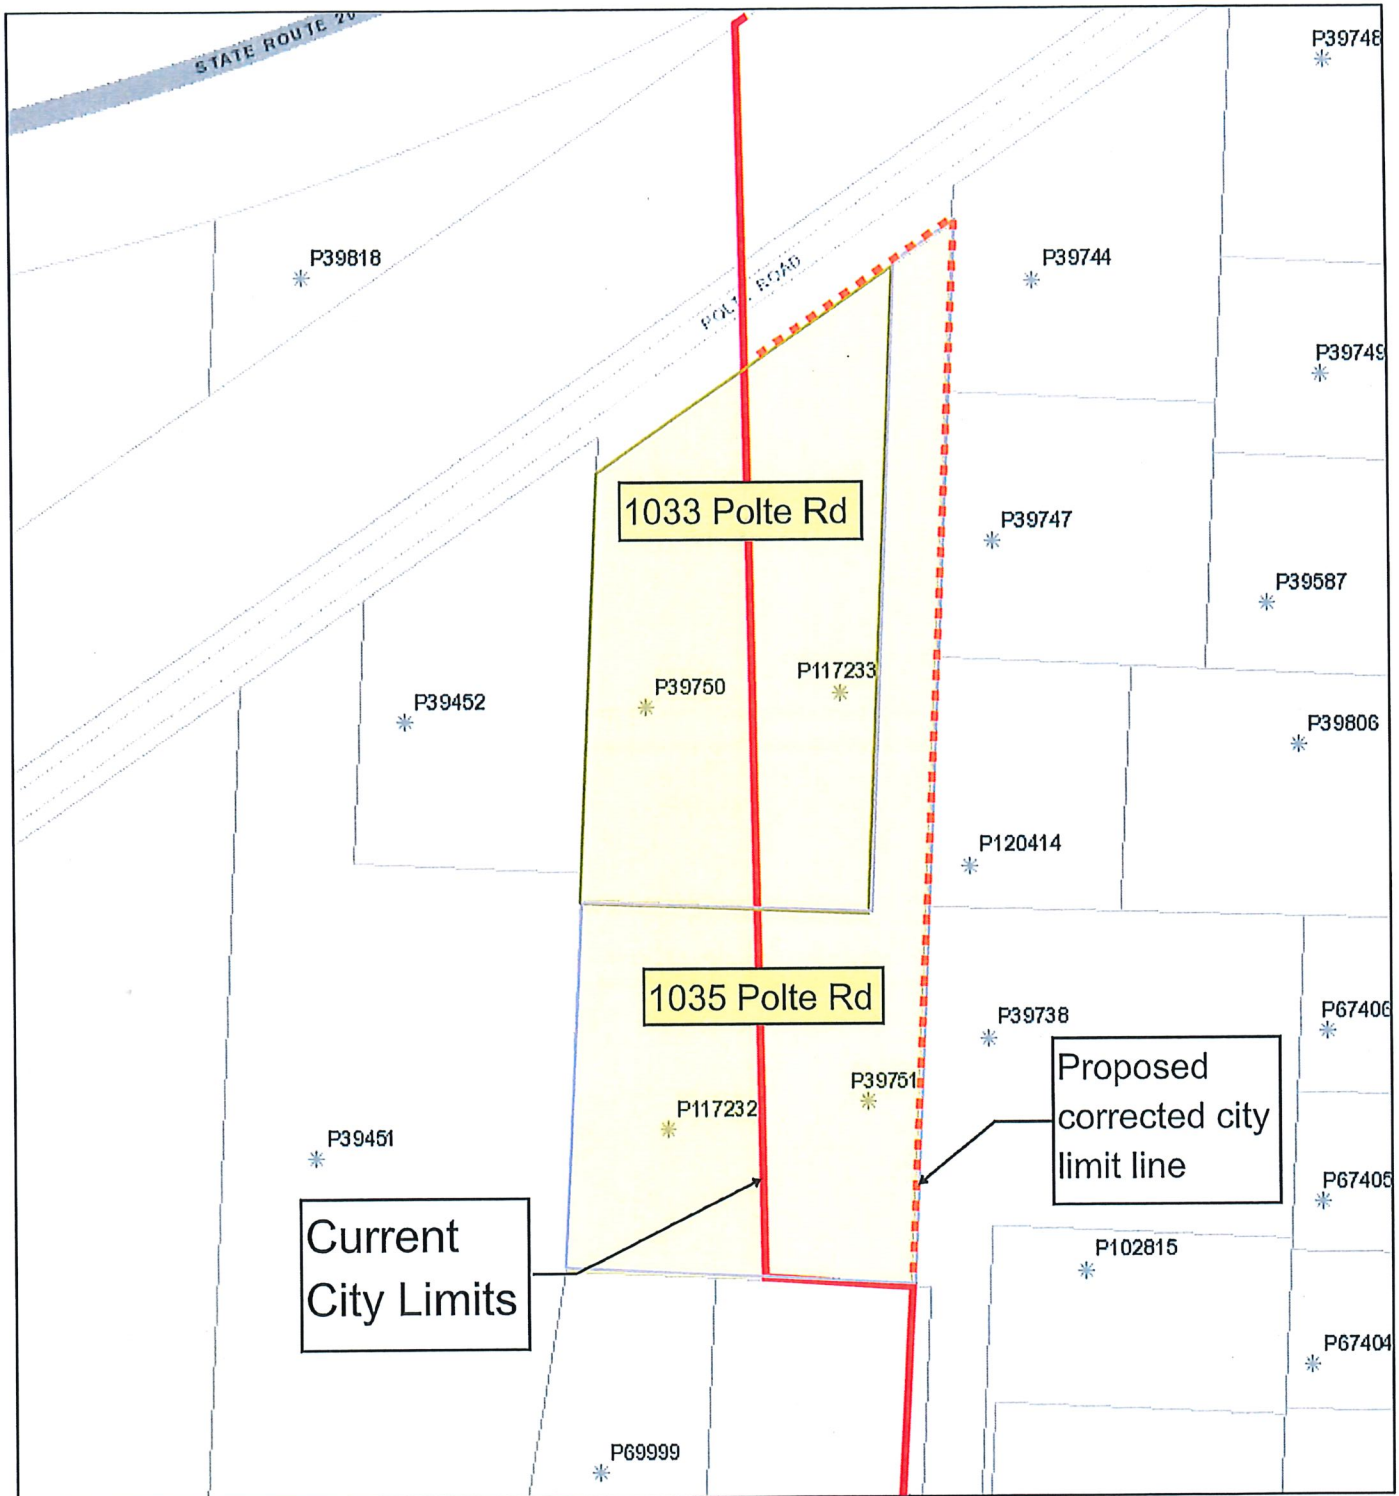 STATE ROUTE 20
P39748
P39818
P39744
ROAD
P39749
1033 Polte Rd
P39747
P39587
P117233
P39750
P39452
P39806
P120414
1035 Polte Rd
P39738
P67406
Proposed
corrected city
limit line
P39751
P117232
P39451
P67405
Current
City Limits
P102815
P67404
P69999